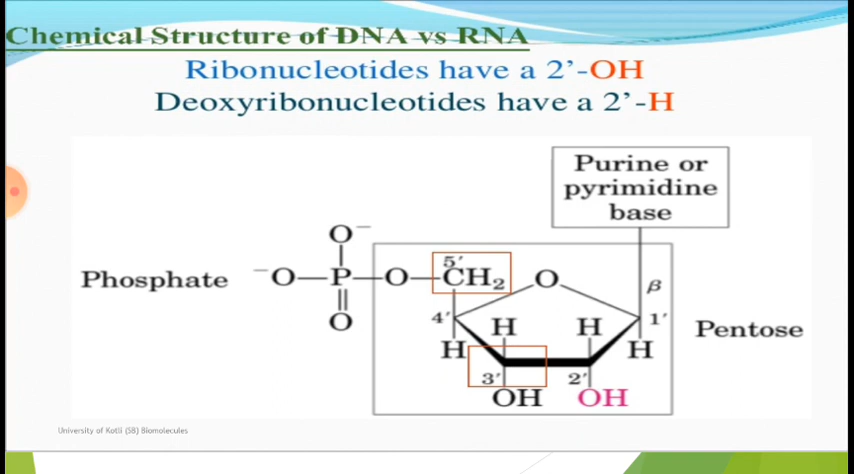 Chemical Structure of DNA vs RNA
Ribonucleotides have a 2’-OH
Deoxyribonucleotides have a 2’-H
Purine or
pyrimidine
base
O⁻
5′
Phosphate ⁻O—P—O—CH₂ O β
O 4′ H H 1′ Pentose
H H
3′ 2′
OH OH
University of Kotli (SB) Biomolecules